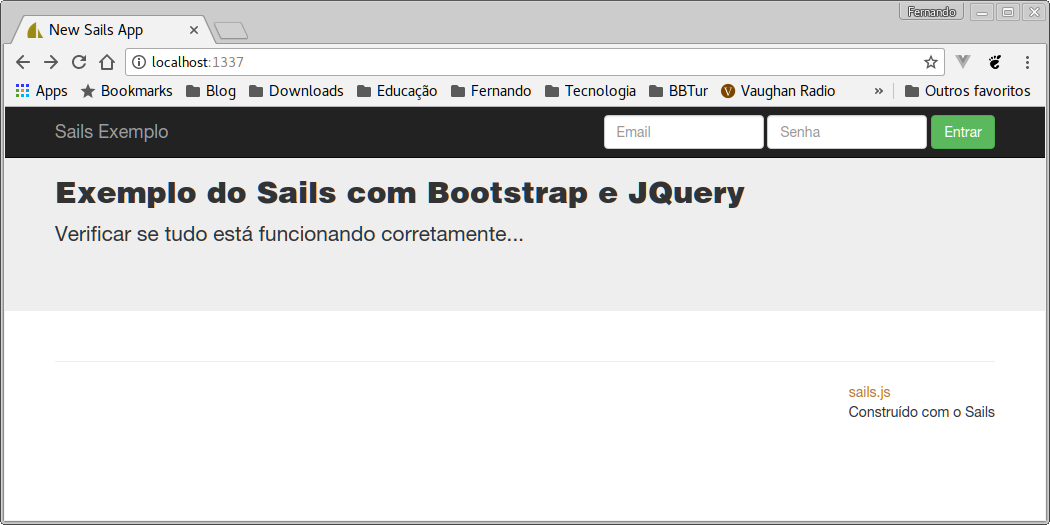 Fernando
New Sails App
localhost:1337
Apps Bookmarks Blog Downloads Educação Fernando Tecnologia BBTur Vaughan Radio » Outros favoritos
Sails Exemplo Email Senha Entrar
Exemplo do Sails com Bootstrap e JQuery
Verificar se tudo está funcionando corretamente...
sails.js
Construído com o Sails